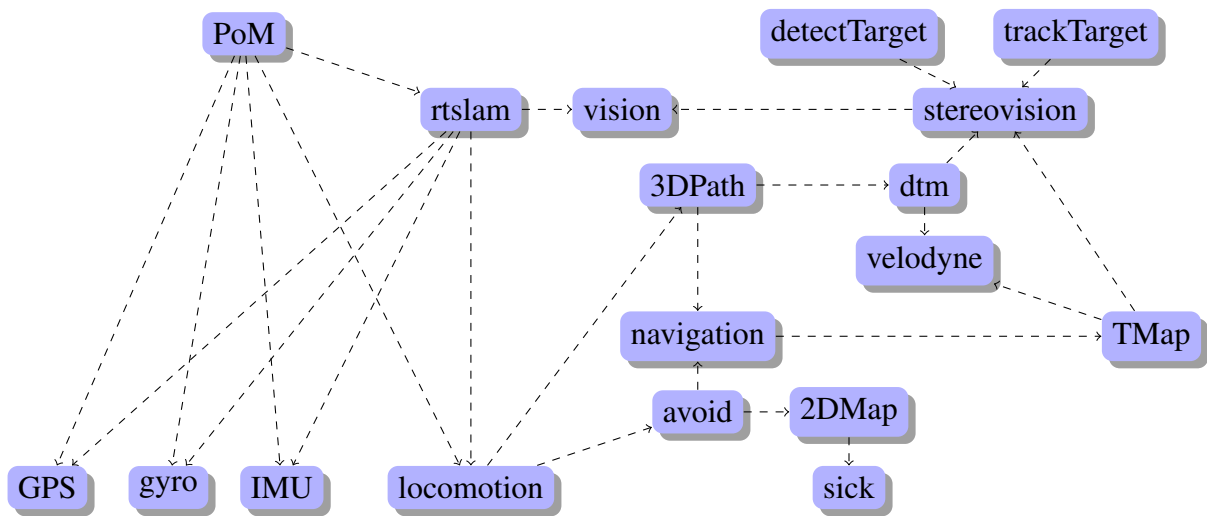 PoM
detectTarget
trackTarget
rtslam
vision
stereovision
3DPath
dtm
velodyne
navigation
TMap
avoid
2DMap
GPS
gyro
IMU
locomotion
sick